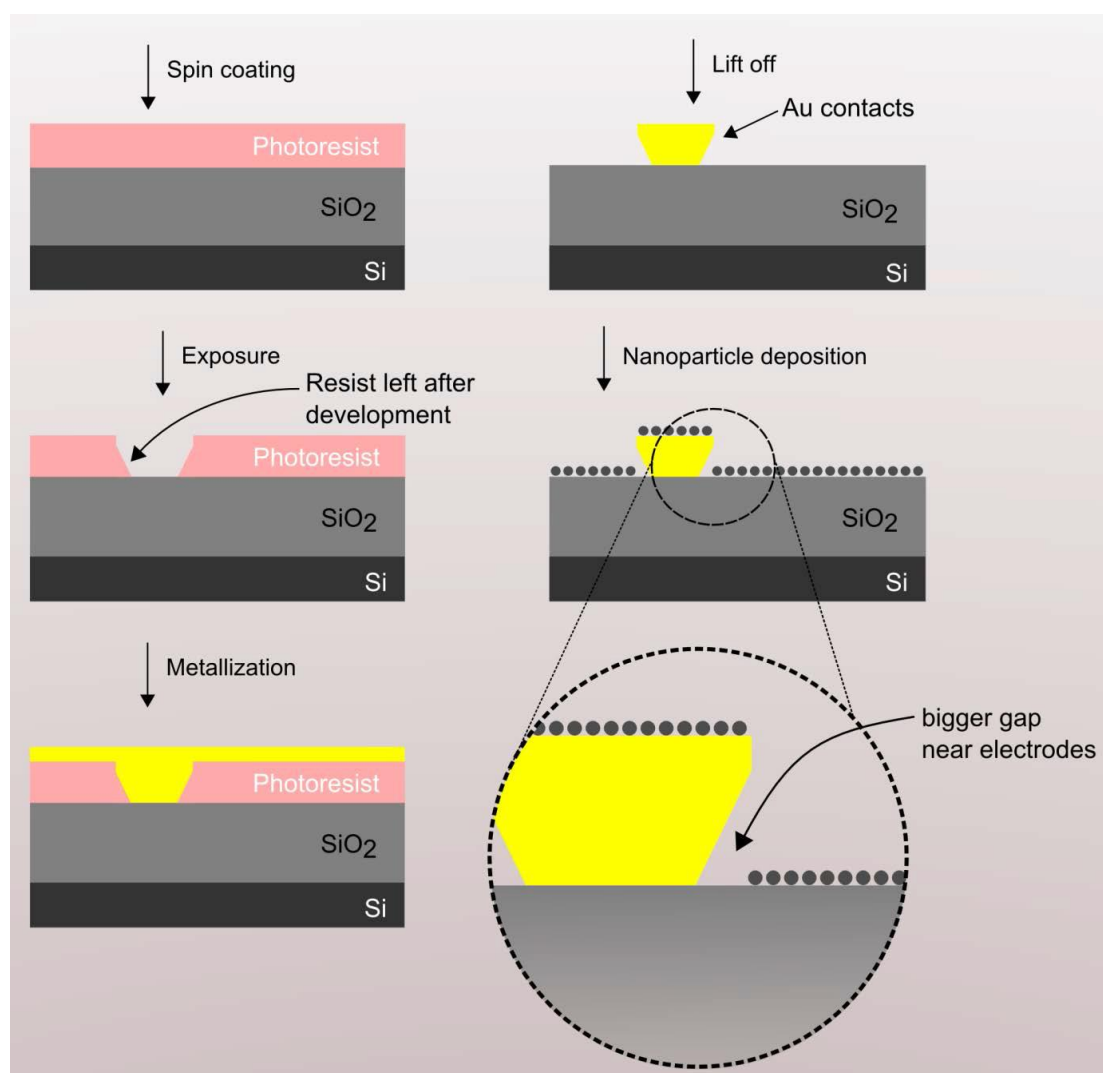 Spin coating
Photoresist
SiO2
Si
Exposure
Resist left after
development
Photoresist
SiO2
Si
Metallization
Photoresist
SiO2
Si
Lift off
Au contacts
SiO2
Si
Nanoparticle deposition
SiO2
Si
bigger gap
near electrodes